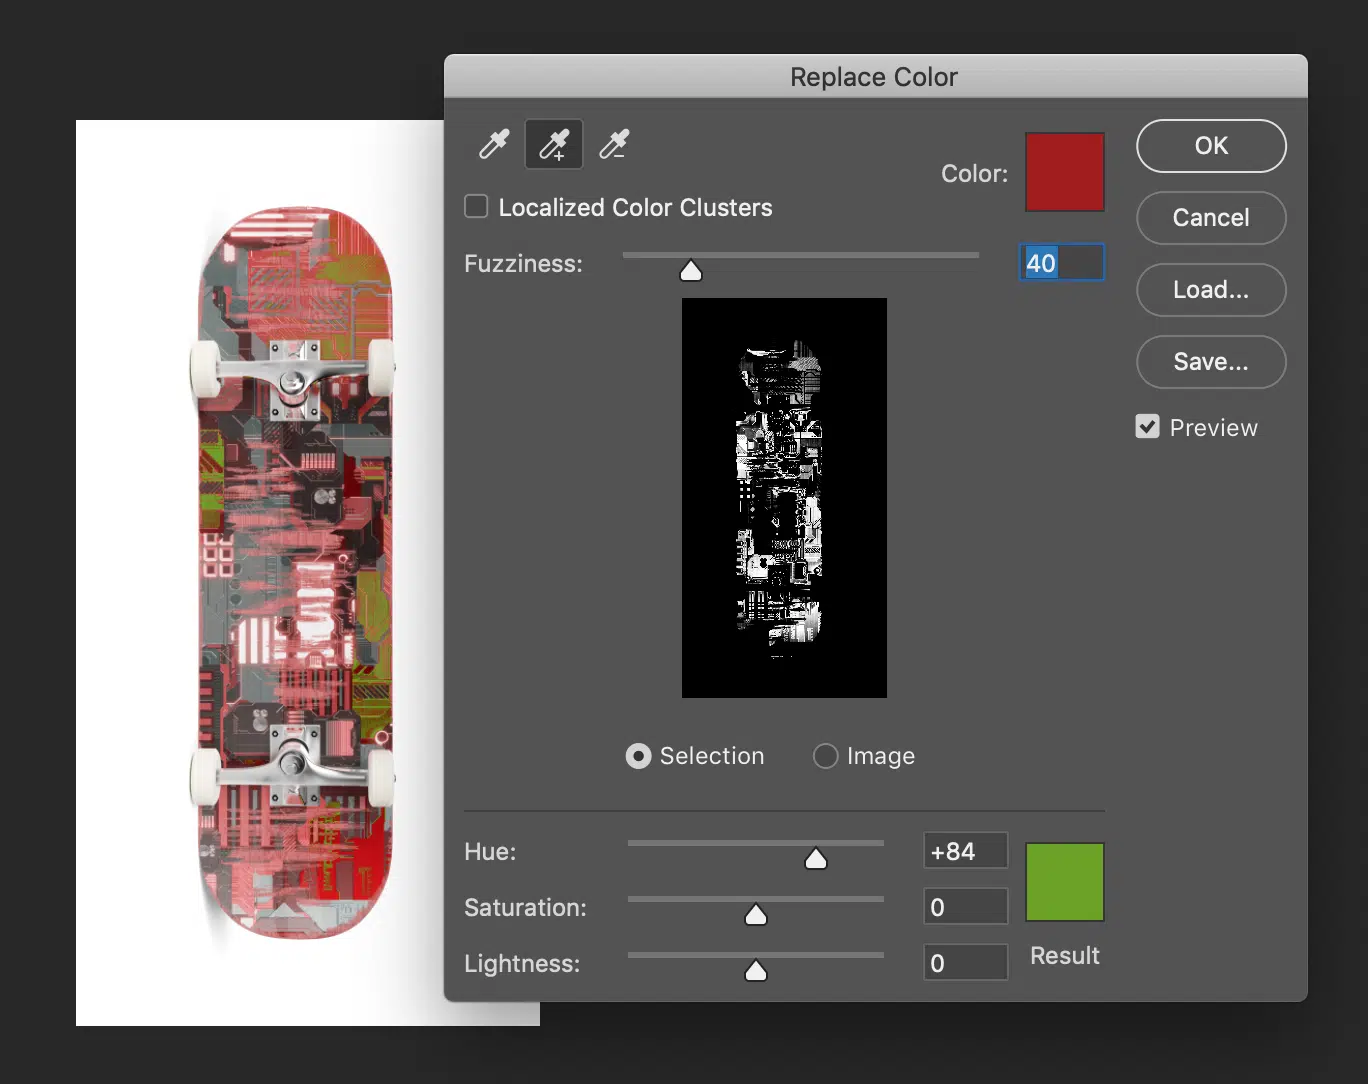 Replace Color
OK
Color:
Localized Color Clusters
Cancel
Fuzziness:
40
Load...
Save...
Preview
Selection
Image
Hue:
+84
Saturation:
0
Lightness:
0
Result